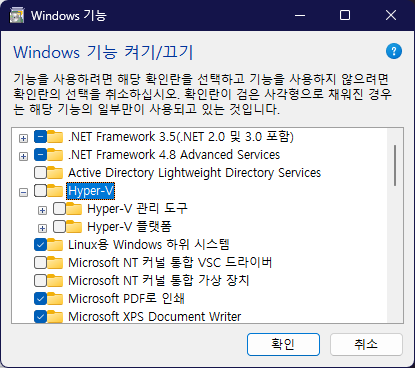 Windows 기능
Windows 기능 켜기/끄기
?
기능을 사용하려면 해당 확인란을 선택하고 기능을 사용하지 않으려면
확인란의 선택을 취소하십시오. 확인란이 검은 사각형으로 채워진 경우
는 해당 기능의 일부만이 사용되고 있는 것입니다.
.NET Framework 3.5(.NET 2.0 및 3.0 포함)
.NET Framework 4.8 Advanced Services
Active Directory Lightweight Directory Services
Hyper-V
Hyper-V 관리 도구
Hyper-V 플랫폼
Linux용 Windows 하위 시스템
Microsoft NT 커널 통합 VSC 드라이버
Microsoft NT 커널 통합 가상 장치
Microsoft PDF로 인쇄
Microsoft XPS Document Writer
확인
취소